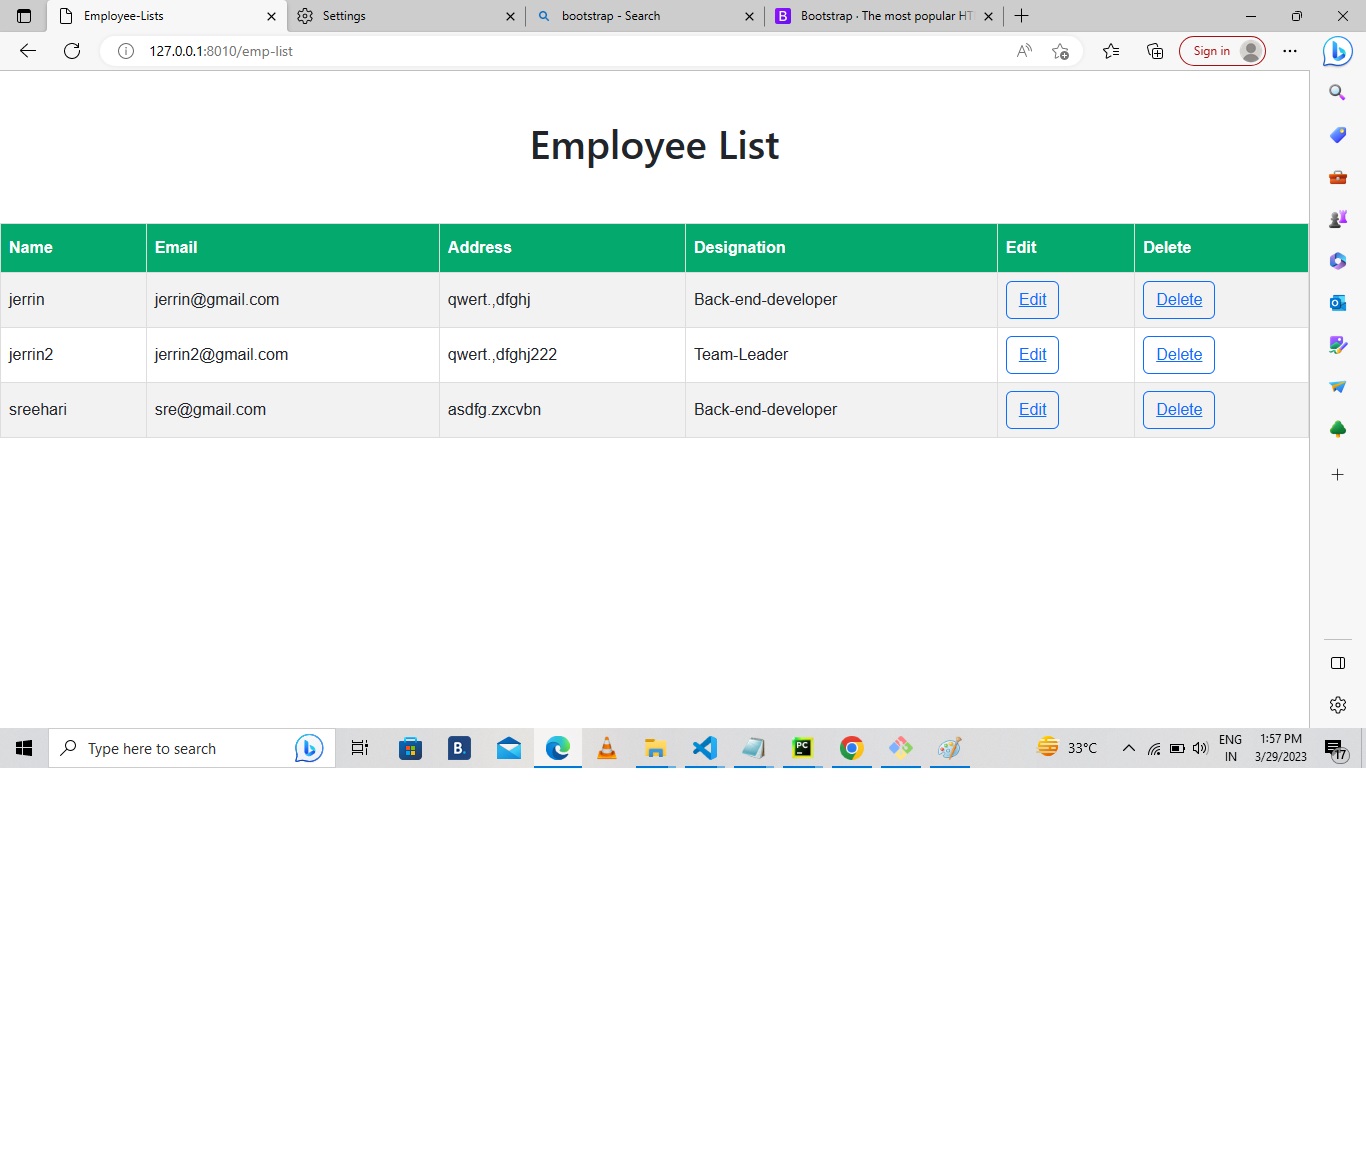 Employee-Lists
Settings
bootstrap - Search
Bootstrap · The most popular HT
127.0.0.1:8010/emp-list
Sign in
Employee List
Name Email Address Designation Edit Delete
jerrin jerrin@gmail.com qwert.,dfghj Back-end-developer Edit Delete
jerrin2 jerrin2@gmail.com qwert.,dfghj222 Team-Leader Edit Delete
sreehari sre@gmail.com asdfg.zxcvbn Back-end-developer Edit Delete
Type here to search
B.
PC
33°C
ENG
IN
1:57 PM
3/29/2023
17